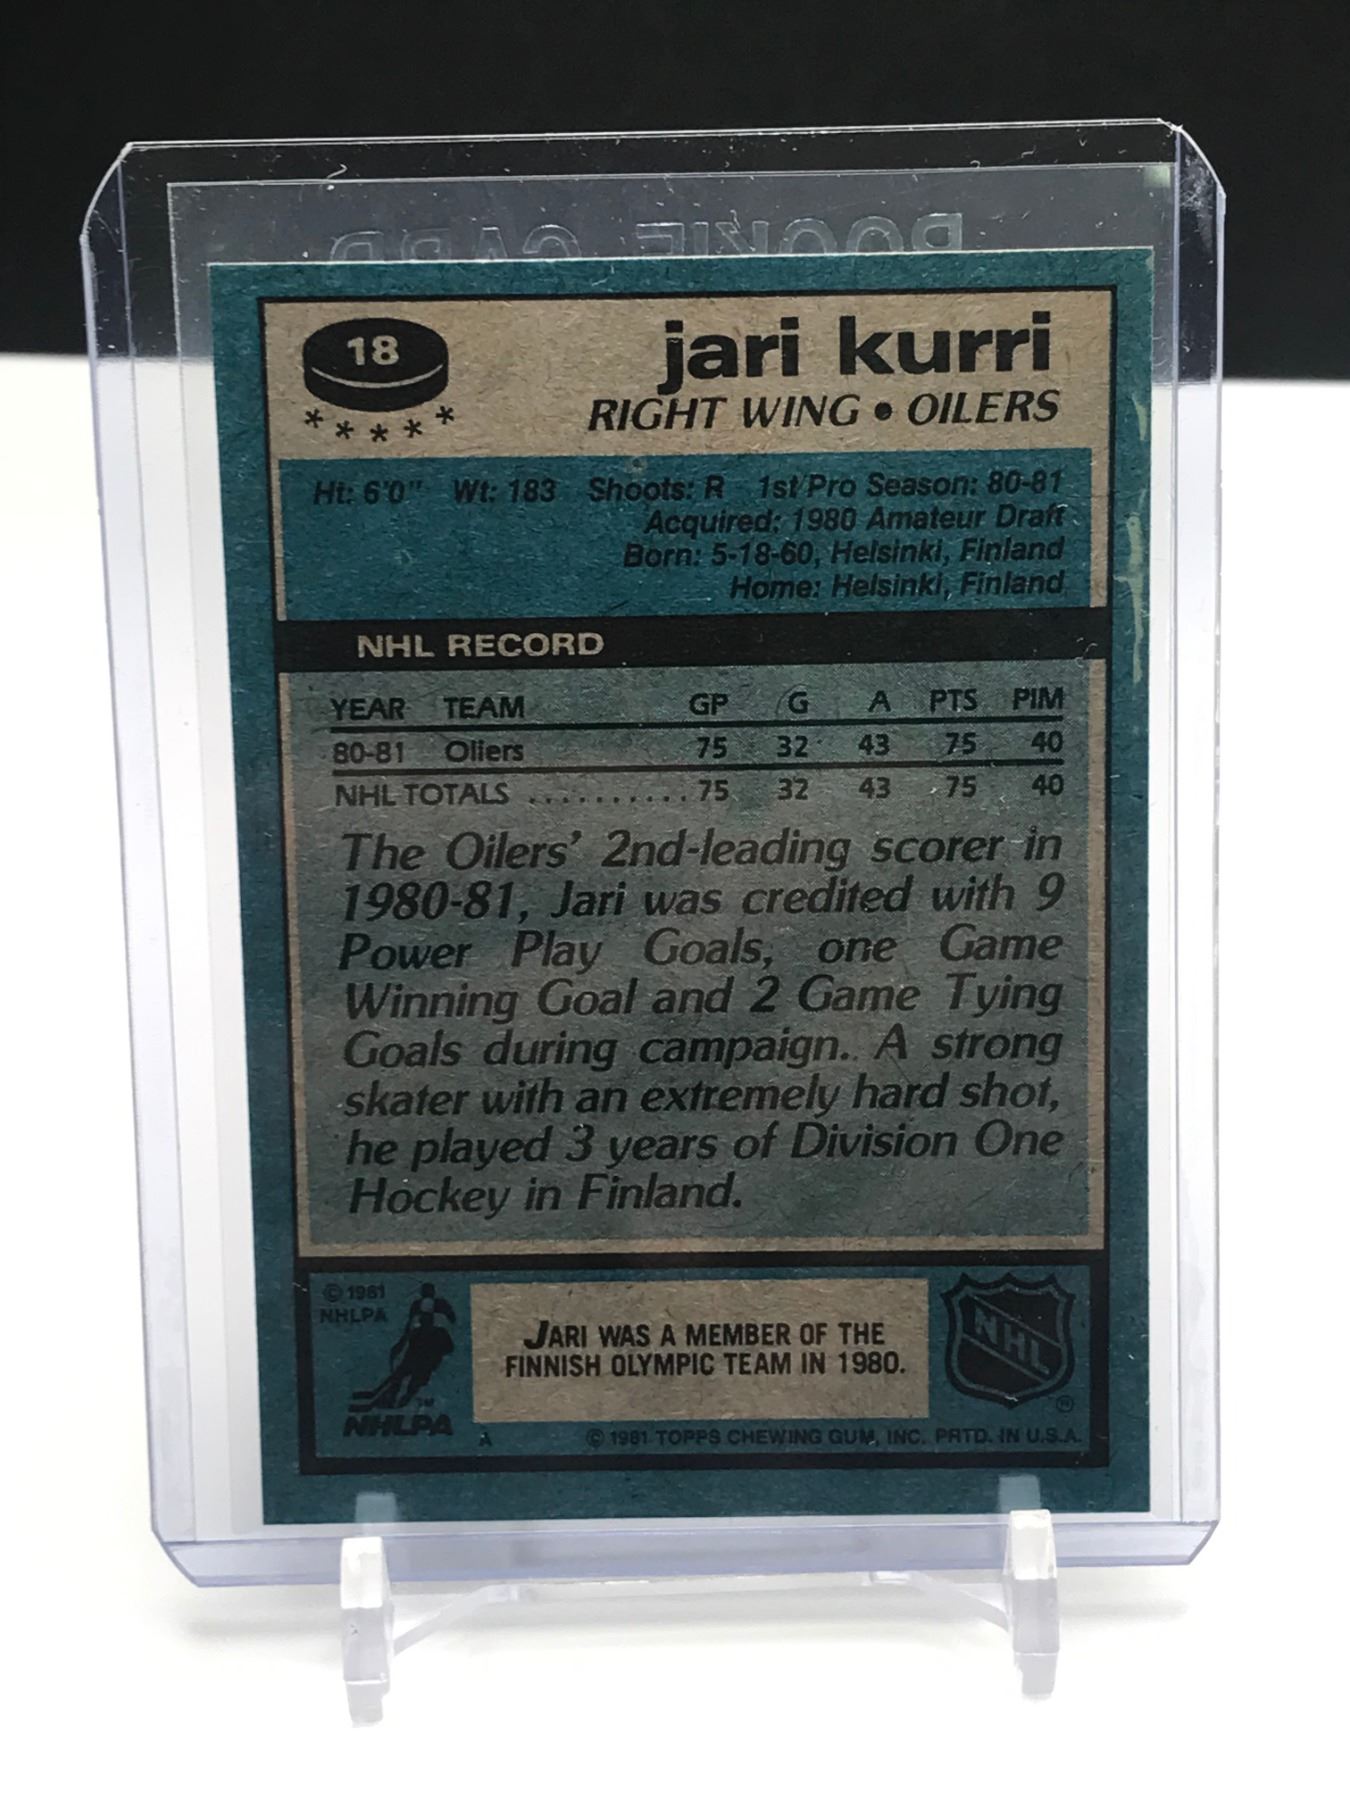 ROOKIE CARD
18
jari kurri
RIGHT WING • OILERS
* * * * *
Ht: 6'0" Wt: 183 Shoots: R 1st Pro Season: 80-81
Acquired: 1980 Amateur Draft
Born: 5-18-60, Helsinki, Finland
Home: Helsinki, Finland
NHL RECORD
YEAR TEAM GP G A PTS PIM
80-81 Oilers 75 32 43 75 40
NHL TOTALS .......... 75 32 43 75 40
The Oilers' 2nd-leading scorer in
1980-81, Jari was credited with 9
Power Play Goals, one Game
Winning Goal and 2 Game Tying
Goals during campaign.. A strong
skater with an extremely hard shot,
he played 3 years of Division One
Hockey in Finland.
© 1981
NHLPA
JARI WAS A MEMBER OF THE
FINNISH OLYMPIC TEAM IN 1980.
NHL
®
TM
NHLPA
A © 1981 TOPPS CHEWING GUM, INC. PRTD. IN U.S.A.